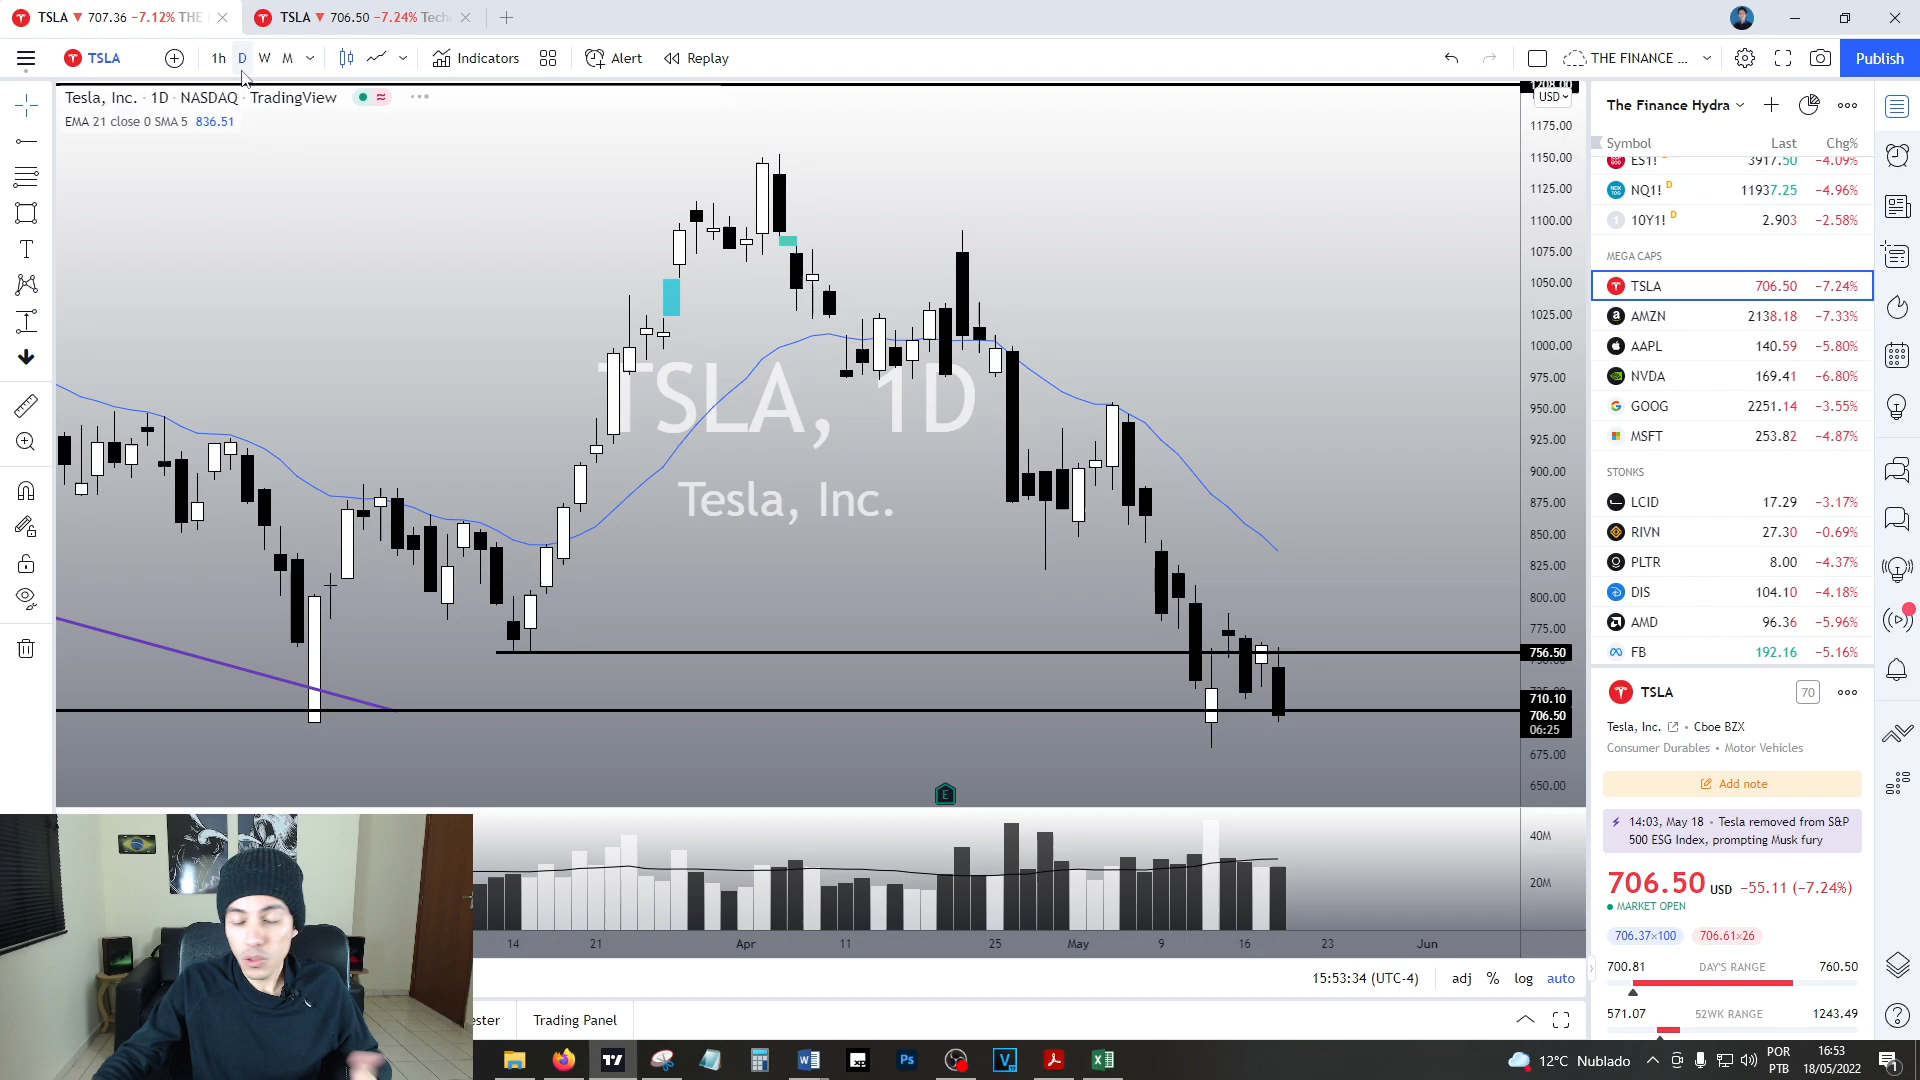 TSLA ▼ 707.36 −7.12% THE
TSLA ▼ 706.50 −7.24% Tech
TSLA
1h D W M
Indicators
Alert
Replay
THE FINANCE ...
Publish
Tesla, Inc. · 1D · NASDAQ · TradingView
EMA 21 close 0 SMA 5 836.51
TSLA, 1D
Tesla, Inc.
1208.00
USD
1175.00
1150.00
1125.00
1100.00
1075.00
1050.00
1025.00
1000.00
975.00
950.00
925.00
900.00
875.00
850.00
825.00
800.00
775.00
756.50
710.10
706.50
06:25
675.00
650.00
E
40M
20M
14 21 Apr 11 25 May 9 16 23 Jun
15:53:34 (UTC-4) adj % log auto
ester Trading Panel
The Finance Hydra
Symbol Last Chg%
ES1! 3917.50 −4.09%
NQ1! D 11937.25 −4.96%
10Y1! D 2.903 −2.58%
MEGA CAPS
TSLA 706.50 −7.24%
AMZN 2138.18 −7.33%
AAPL 140.59 −5.80%
NVDA 169.41 −6.80%
GOOG 2251.14 −3.55%
MSFT 253.82 −4.87%
STONKS
LCID 17.29 −3.17%
RIVN 27.30 −0.69%
PLTR 8.00 −4.37%
DIS 104.10 −4.18%
AMD 96.36 −5.96%
FB 192.16 −5.16%
TSLA 70
Tesla, Inc. • Cboe BZX
Consumer Durables • Motor Vehicles
Add note
14:03, May 18 • Tesla removed from S&P
500 ESG Index, prompting Musk fury
706.50 USD −55.11 (−7.24%)
MARKET OPEN
706.37×100 706.61×26
700.81 DAY'S RANGE 760.50
571.07 52WK RANGE 1243.49
12°C Nublado
POR
PTB
16:53
18/05/2022